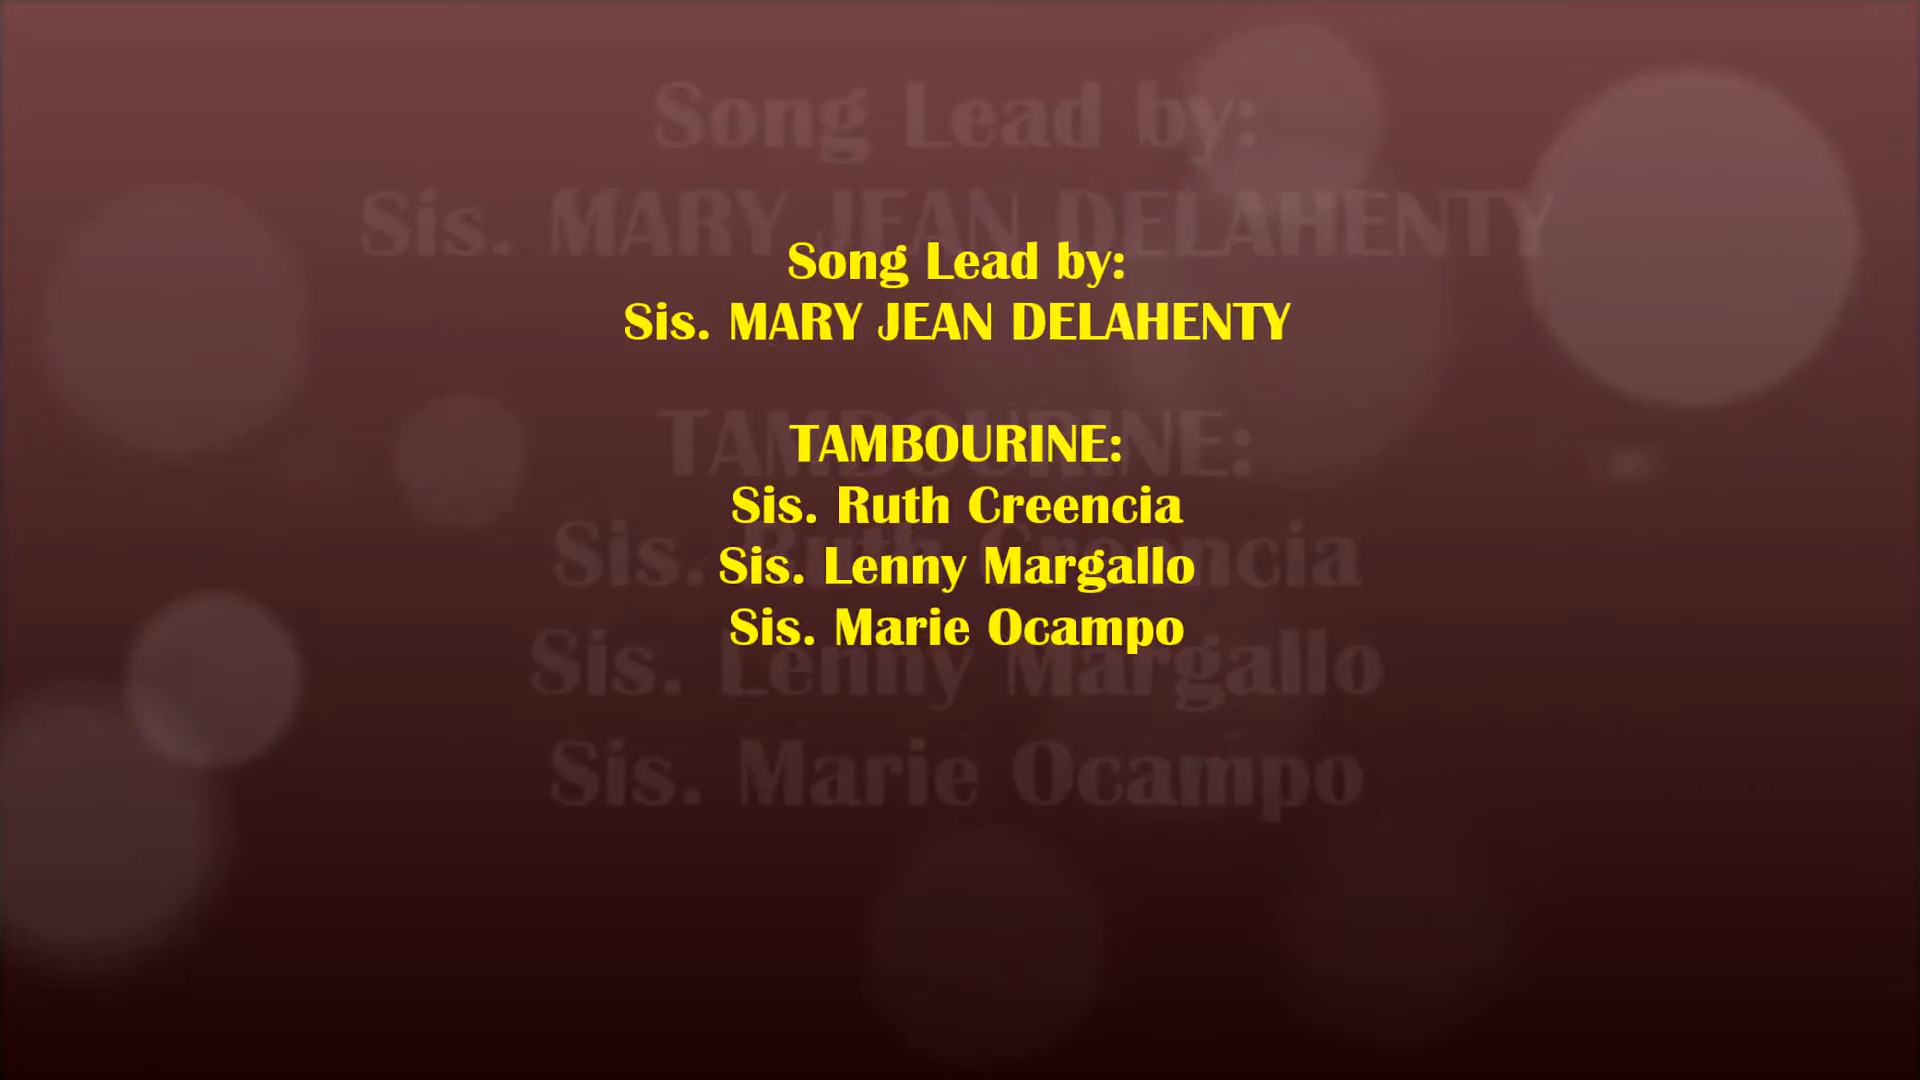 Song Lead by:
Sis. MARY JEAN DELAHENTY
TAMBOURINE:
Sis. Ruth Creencia
Sis. Lenny Margallo
Sis. Marie Ocampo